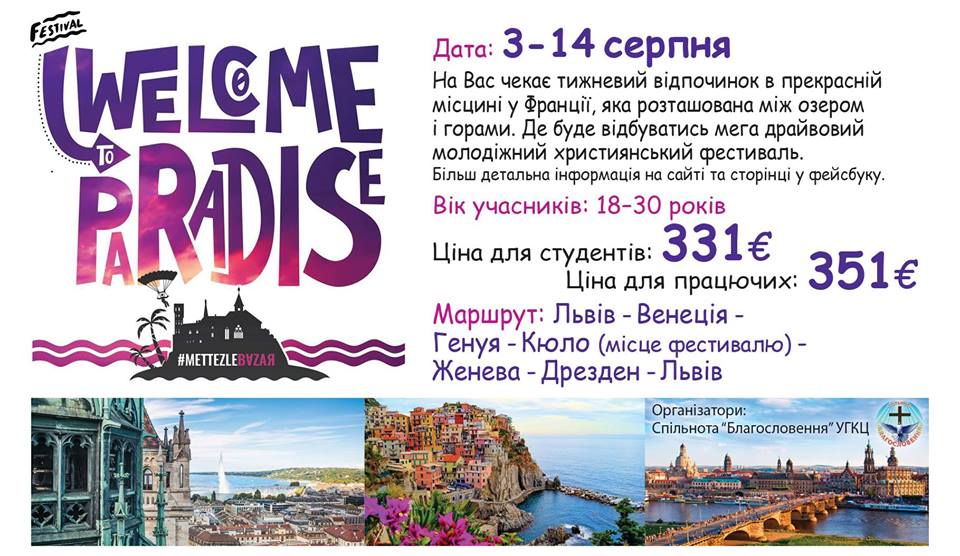 FESTIVAL
WELCOME
TO
PARADISE
#METTEZLEBAZAR
Дата: 3-14 серпня
На Вас чекає тижневий відпочинок в прекрасній
місцині у Франції, яка розташована між озером
і горами. Де буде відбуватись мега драйвовий
молодіжний християнський фестиваль.
Більш детальна інформація на сайті та сторінці у фейсбуку.
Вік учасників: 18–30 років
Ціна для студентів: 331€
Ціна для працюючих: 351€
Маршрут: Львів - Венеція -
Генуя - Кюло (місце фестивалю) -
Женева - Дрезден - Львів
Організатори:
Спільнота "Благословення" УГКЦ
СПІЛЬНОТА
БЛАГОСЛОВЕННЯ